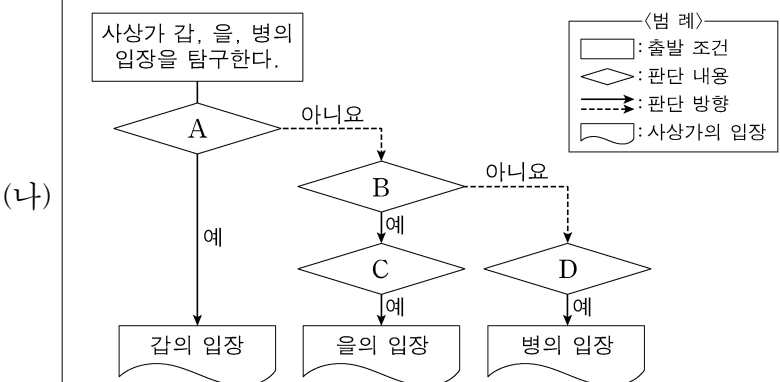 사상가 갑, 을, 병의
입장을 탐구한다.
〈범 례〉
: 출발 조건
: 판단 내용
: 판단 방향
: 사상가의 입장
A
아니요
B
아니요
(나)
예
예
C
D
예
예
갑의 입장
을의 입장
병의 입장